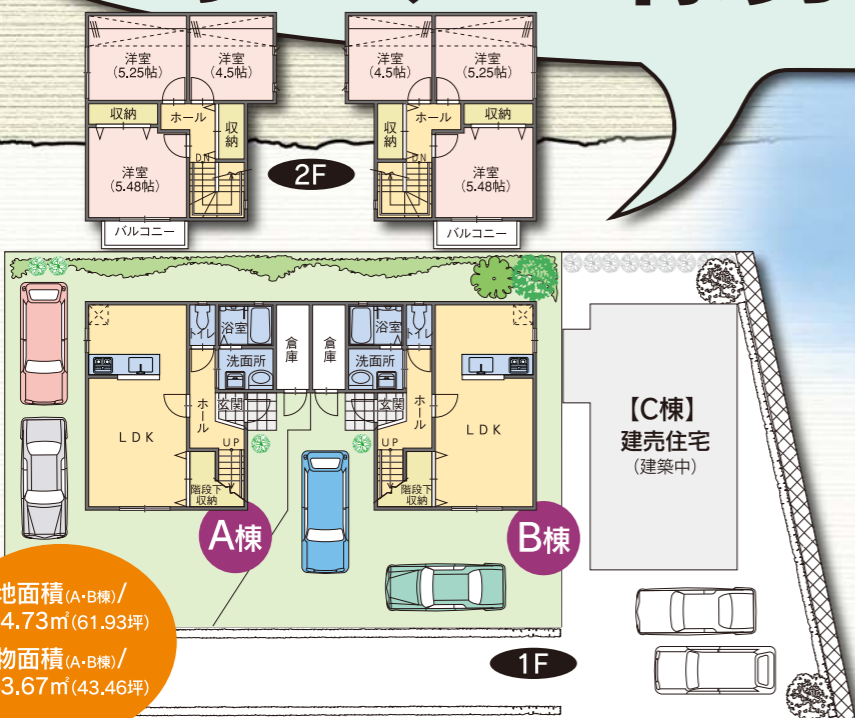 洋室
(5.25帖)
洋室
(4.5帖)
収納
ホール
収納
洋室
(5.48帖)
DN
バルコニー
2F
洋室
(4.5帖)
洋室
(5.25帖)
収納
ホール
収納
DN
洋室
(5.48帖)
バルコニー
トイレ
浴室
倉庫
洗面所
ホール
玄関
LDK
UP
階段下
収納
A棟
倉庫
浴室
トイレ
洗面所
玄関
ホール
LDK
UP
階段下
収納
B棟
【C棟】
建売住宅
(建築中)
地面積(A・B棟)/
4.73㎡(61.93坪)
物面積(A・B棟)/
3.67㎡(43.46坪)
1F